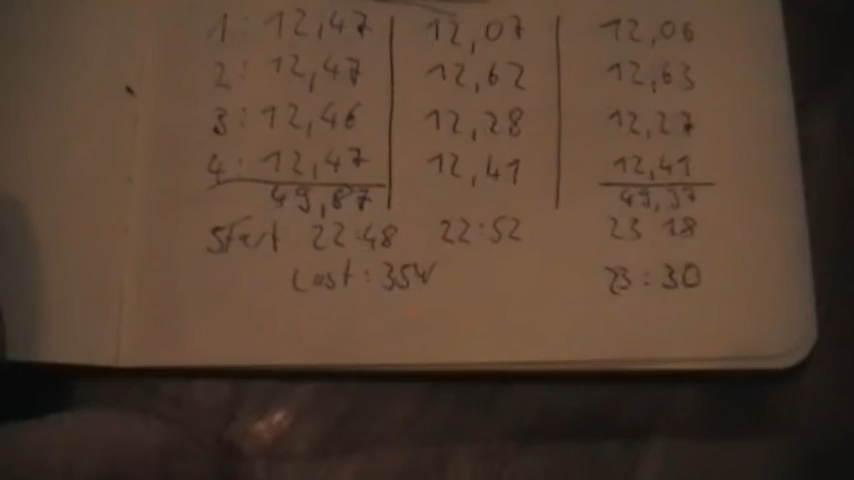 1: 12,47 12,07 12,06
2: 12,47 12,62 12,63
3: 12,46 12,28 12,27
4: 12,47 12,41 12,41
49,87 49,37
Start 22:48 22:52 23 18
Last: 35W 23:30